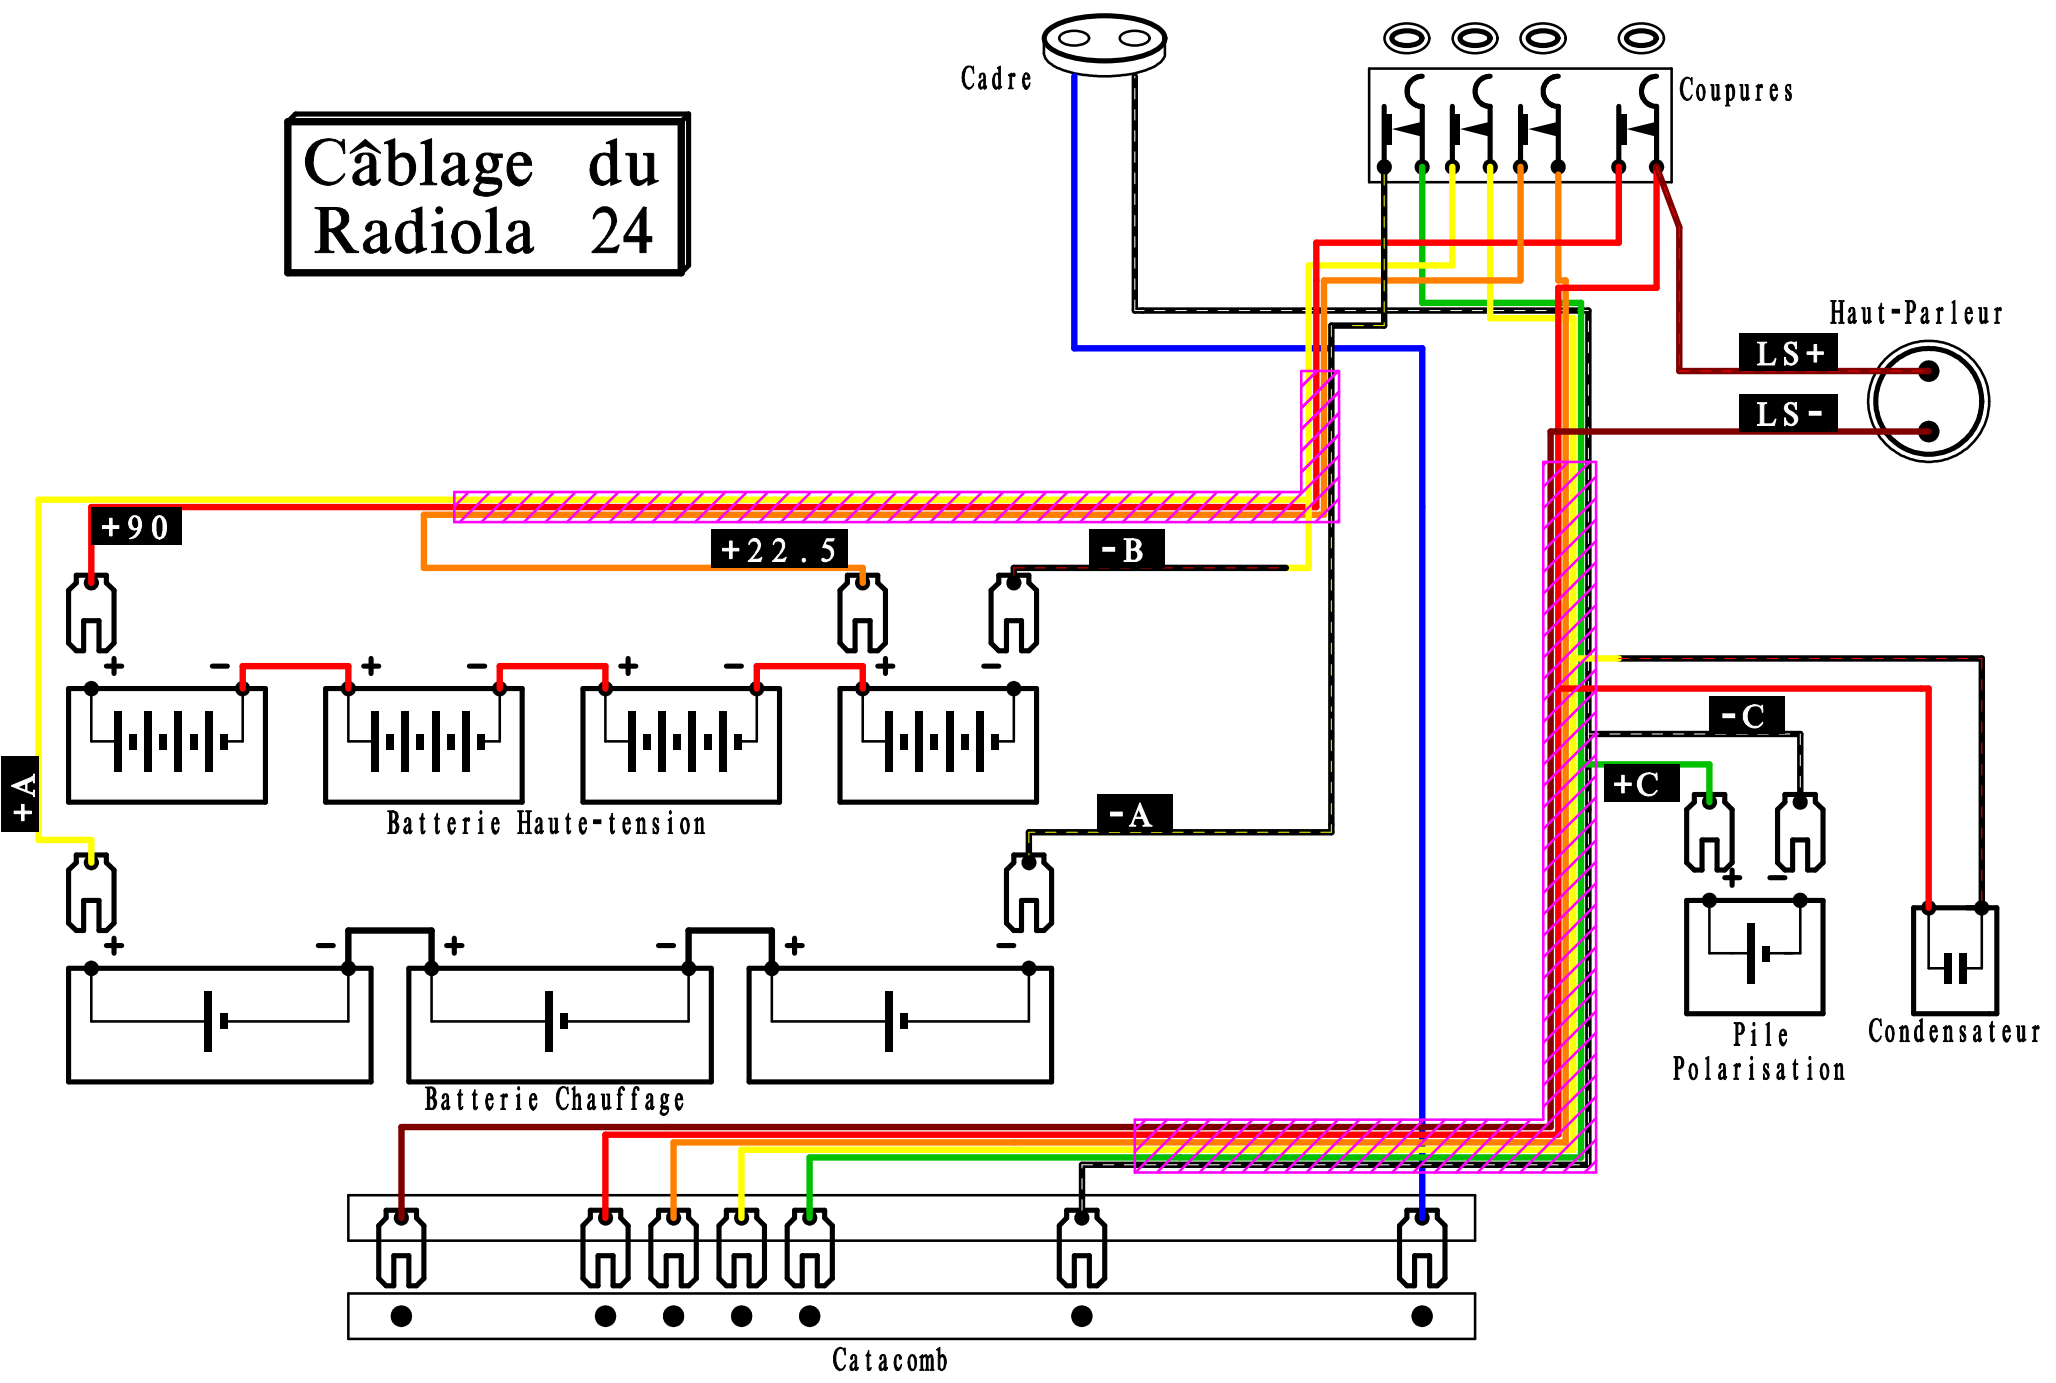 Câblage du
Radiola 24
Cadre
Coupures
Haut-Parleur
LS+
LS-
+90
+22.5
-B
+ - + - + - + -
Batterie Haute-tension
+A
-A
-C
+C
+ -
+ - + - + -
Pile
Polarisation
Condensateur
Batterie Chauffage
Catacomb